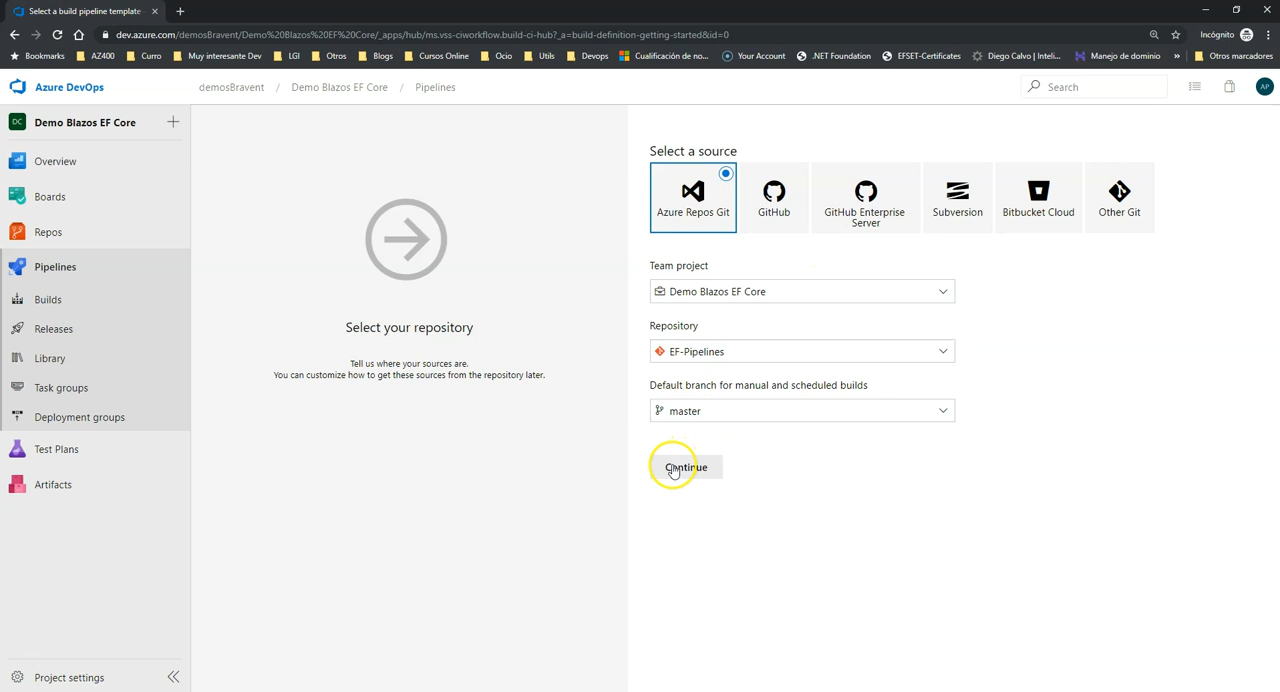 Select a build pipeline template
dev.azure.com/demosBravent/Demo%20Blazos%20EF%20Core/_apps/hub/ms.vss-ciworkflow.build-ci-hub?_a=build-definition-getting-started&id=0
Incógnito
Bookmarks AZ400 Curro Muy interesante Dev LGI Otros Blogs Cursos Online Ocio Utils Devops Cualificación de no... Your Account .NET Foundation EFSET-Certificates Diego Calvo | Inteli... Manejo de dominio » Otros marcadores
Azure DevOps
demosBravent / Demo Blazos EF Core / Pipelines
Search
AP
DC Demo Blazos EF Core
Overview
Boards
Repos
Pipelines
Builds
Releases
Library
Task groups
Deployment groups
Test Plans
Artifacts
Project settings
Select your repository
Tell us where your sources are.
You can customize how to get these sources from the repository later.
Select a source
Azure Repos Git
GitHub
GitHub Enterprise
Server
Subversion
Bitbucket Cloud
Other Git
Team project
Demo Blazos EF Core
Repository
EF-Pipelines
Default branch for manual and scheduled builds
master
Continue